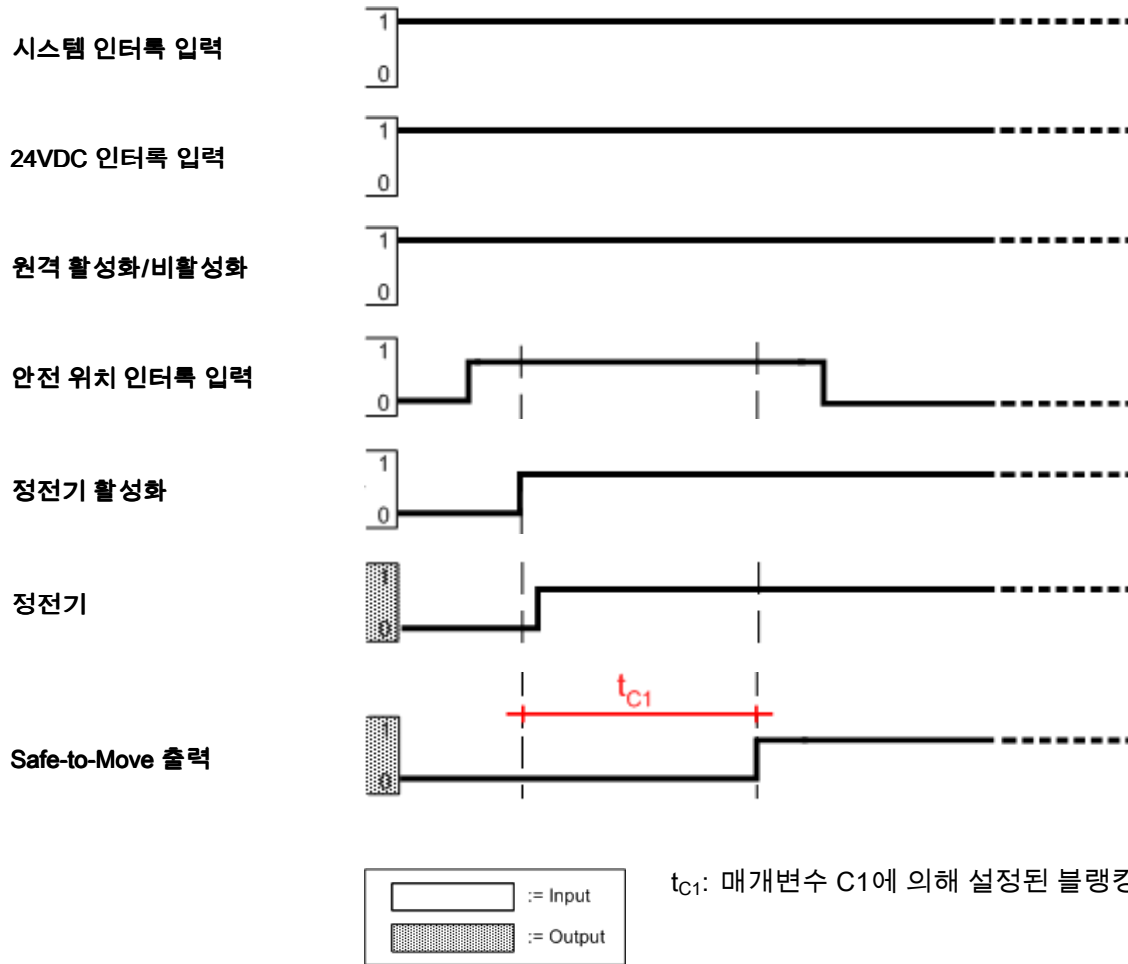 시스템 인터록 입력
1
0
24VDC 인터록 입력
1
0
원격 활성화/비활성화
1
0
안전 위치 인터록 입력
1
0
정전기 활성화
1
0
정전기
1
0
tC1
Safe-to-Move 출력
1
0
:= Input
:= Output
tC1: 매개변수 C1에 의해 설정된 블랭킹